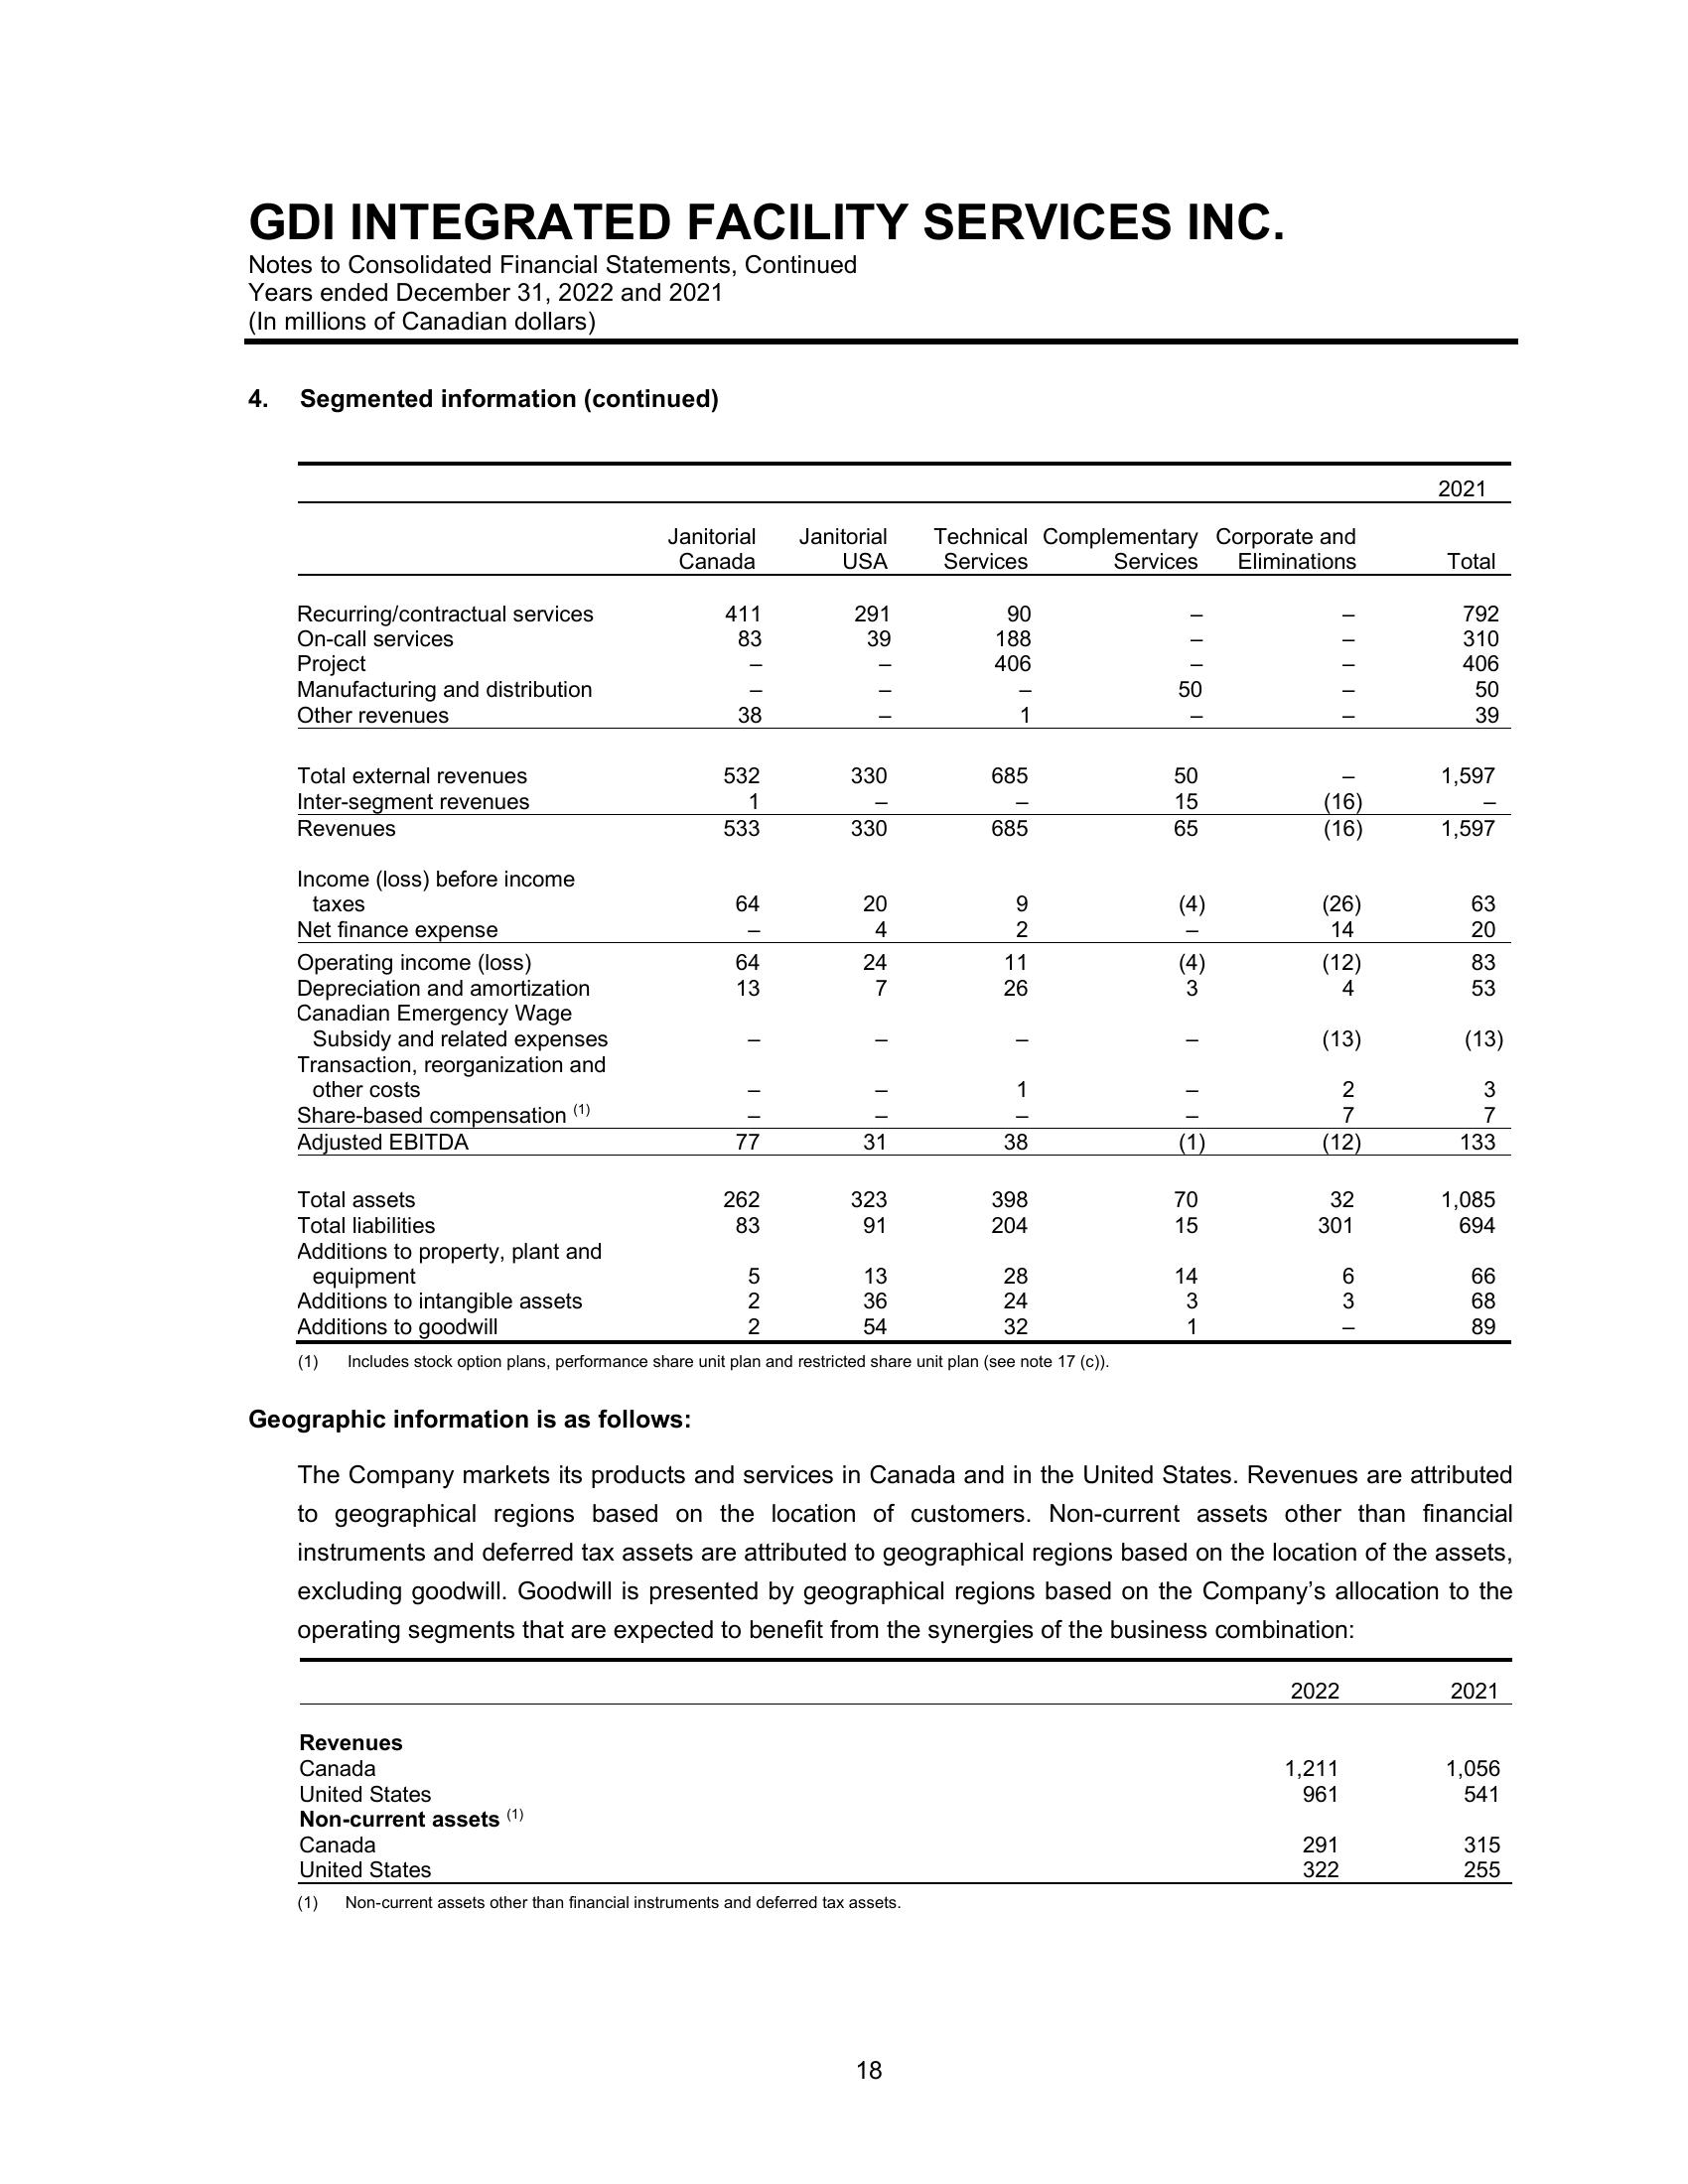 GDI INTEGRATED FACILITY SERVICES INC.
Notes to Consolidated Financial Statements, Continued
Years ended December 31, 2022 and 2021
(In millions of Canadian dollars)
4. Segmented information (continued)
2021
Janitorial Janitorial Technical Complementary Corporate and
Canada USA Services Services Eliminations Total
Recurring/contractual services 411 291 90 – – 792
On-call services 83 39 188 – – 310
Project – – 406 – – 406
Manufacturing and distribution – – – 50 – 50
Other revenues 38 – 1 – – 39
Total external revenues 532 330 685 50 – 1,597
Inter-segment revenues 1 – – 15 (16) –
Revenues 533 330 685 65 (16) 1,597
Income (loss) before income
taxes 64 20 9 (4) (26) 63
Net finance expense – 4 2 – 14 20
Operating income (loss) 64 24 11 (4) (12) 83
Depreciation and amortization 13 7 26 3 4 53
Canadian Emergency Wage
Subsidy and related expenses – – – – (13) (13)
Transaction, reorganization and
other costs – – 1 – 2 3
Share-based compensation (1) – – – – 7 7
Adjusted EBITDA 77 31 38 (1) (12) 133
Total assets 262 323 398 70 32 1,085
Total liabilities 83 91 204 15 301 694
Additions to property, plant and
equipment 5 13 28 14 6 66
Additions to intangible assets 2 36 24 3 3 68
Additions to goodwill 2 54 32 1 – 89
(1) Includes stock option plans, performance share unit plan and restricted share unit plan (see note 17 (c)).
Geographic information is as follows:
The Company markets its products and services in Canada and in the United States. Revenues are attributed
to geographical regions based on the location of customers. Non-current assets other than financial
instruments and deferred tax assets are attributed to geographical regions based on the location of the assets,
excluding goodwill. Goodwill is presented by geographical regions based on the Company’s allocation to the
operating segments that are expected to benefit from the synergies of the business combination:
2022 2021
Revenues
Canada 1,211 1,056
United States 961 541
Non-current assets (1)
Canada 291 315
United States 322 255
(1) Non-current assets other than financial instruments and deferred tax assets.
18